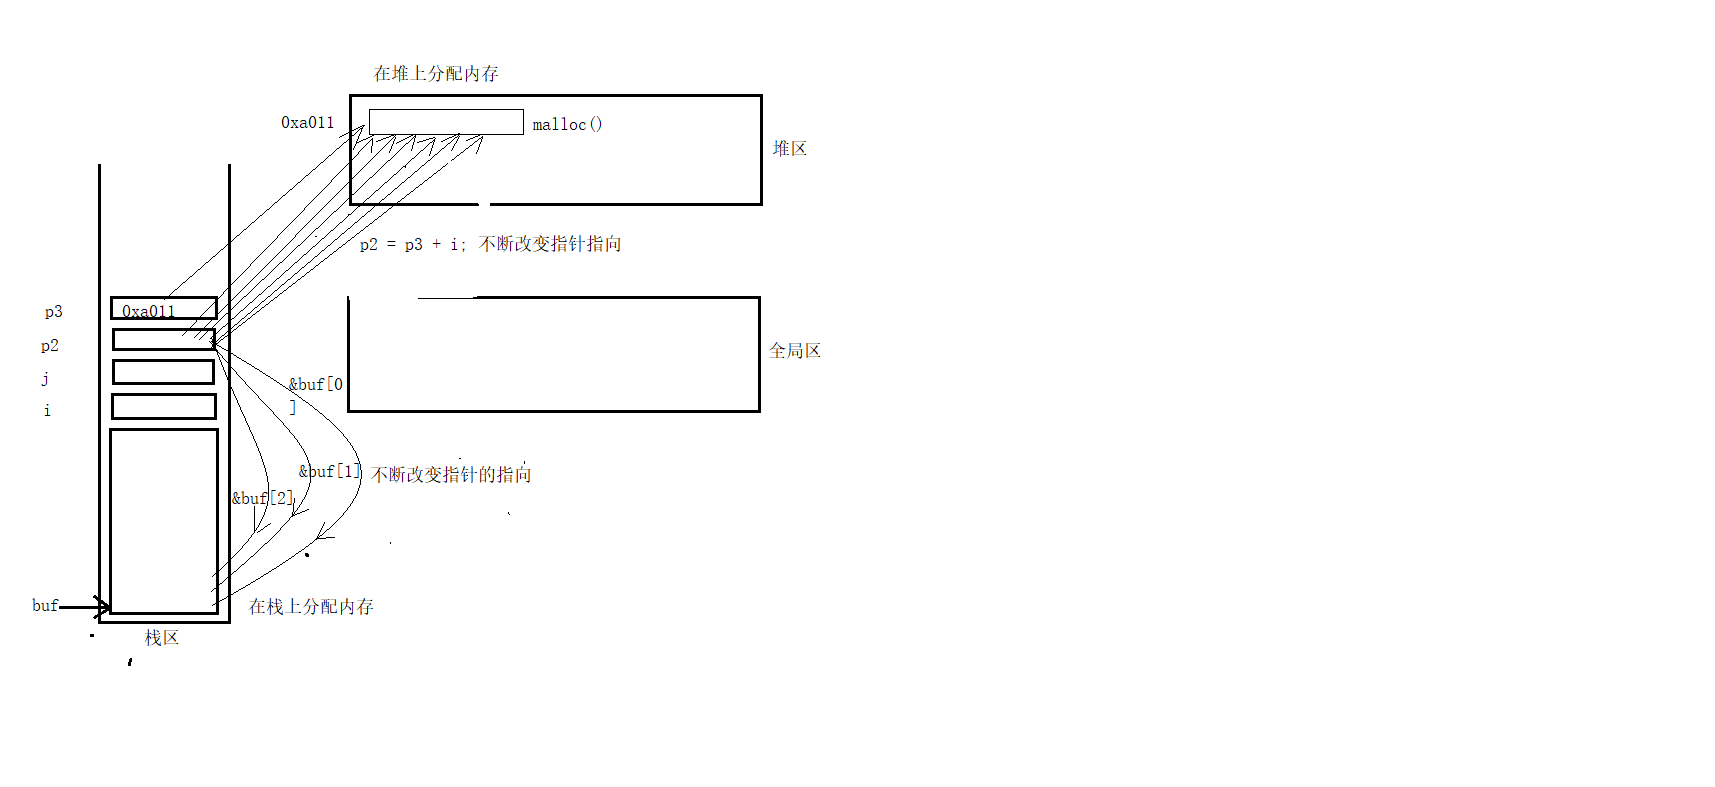 在堆上分配内存
0xa011
malloc()
堆区
p2 = p3 + i; 不断改变指针指向
p3
0xa011
p2
全局区
j
&buf[0
]
i
&buf[1]
不断改变指针的指向
&buf[2]
buf
在栈上分配内存
栈区